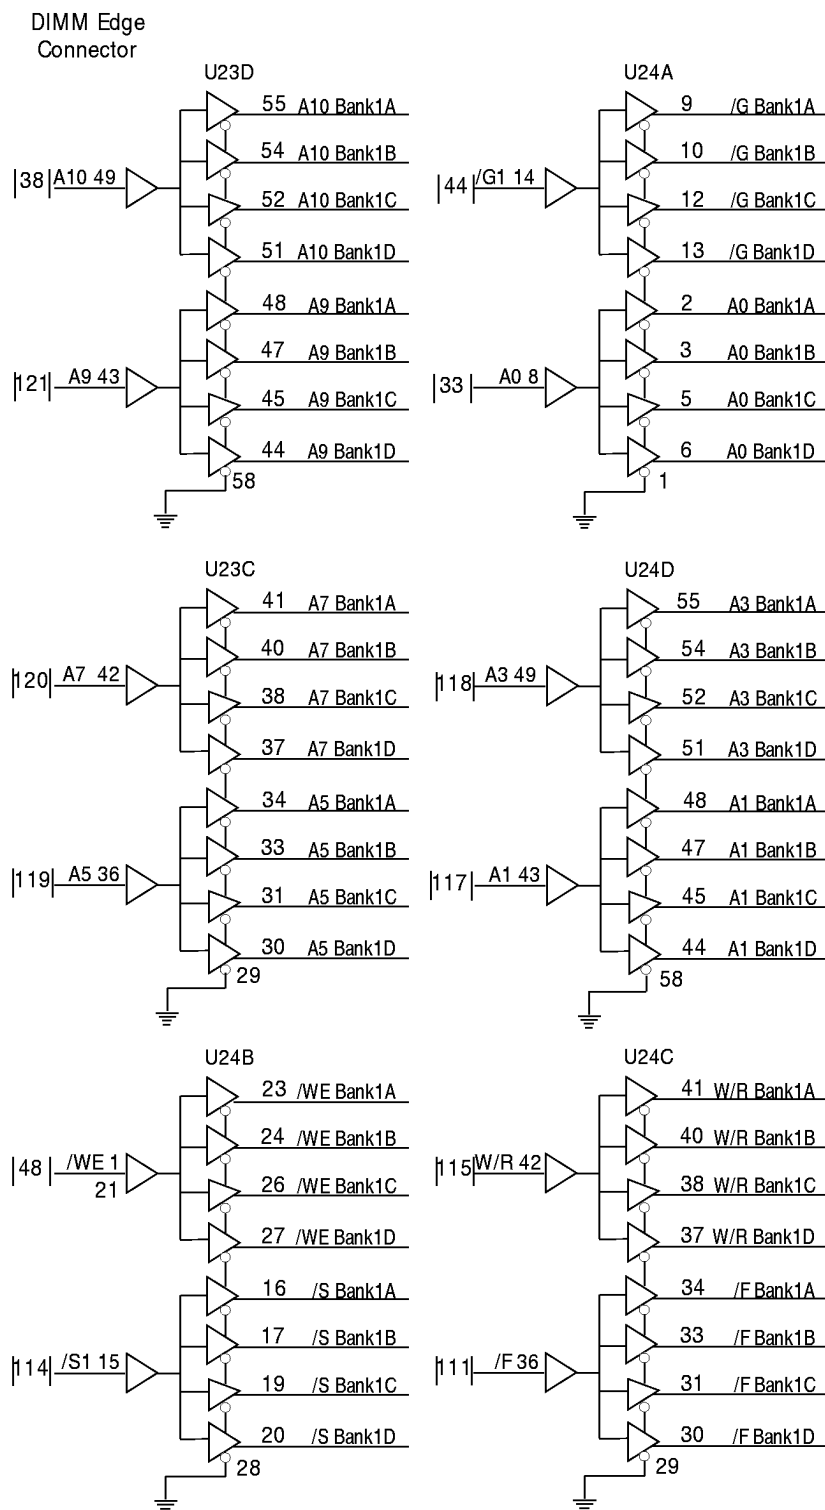 DIMM Edge
Connector
U23D
55 A10 Bank1A
54 A10 Bank1B
|38| A10 49
52 A10 Bank1C
51 A10 Bank1D
48 A9 Bank1A
47 A9 Bank1B
|121| A9 43
45 A9 Bank1C
44 A9 Bank1D
58
U24A
9 /G Bank1A
10 /G Bank1B
|44| /G1 14
12 /G Bank1C
13 /G Bank1D
2 A0 Bank1A
3 A0 Bank1B
|33| A0 8
5 A0 Bank1C
6 A0 Bank1D
1
U23C
41 A7 Bank1A
40 A7 Bank1B
|120| A7 42
38 A7 Bank1C
37 A7 Bank1D
34 A5 Bank1A
33 A5 Bank1B
|119| A5 36
31 A5 Bank1C
30 A5 Bank1D
29
U24D
55 A3 Bank1A
54 A3 Bank1B
|118| A3 49
52 A3 Bank1C
51 A3 Bank1D
48 A1 Bank1A
47 A1 Bank1B
|117| A1 43
45 A1 Bank1C
44 A1 Bank1D
58
U24B
23 /WE Bank1A
24 /WE Bank1B
|48| /WE 1
21
26 /WE Bank1C
27 /WE Bank1D
16 /S Bank1A
17 /S Bank1B
|114| /S1 15
19 /S Bank1C
20 /S Bank1D
28
U24C
41 W/R Bank1A
40 W/R Bank1B
|115| W/R 42
38 W/R Bank1C
37 W/R Bank1D
34 /F Bank1A
33 /F Bank1B
|111| /F 36
31 /F Bank1C
30 /F Bank1D
29